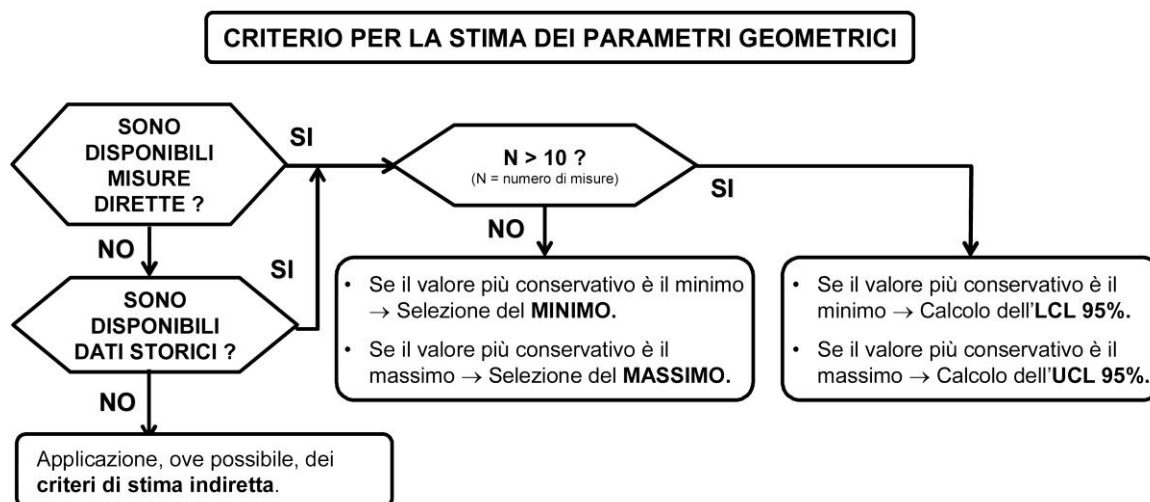 CRITERIO PER LA STIMA DEI PARAMETRI GEOMETRICI
SONO
DISPONIBILI
MISURE
DIRETTE ?
SI
N > 10 ?
(N = numero di misure)
SI
NO
SI
NO
SONO
DISPONIBILI
DATI STORICI ?
• Se il valore più conservativo è il minimo
→ Selezione del MINIMO.
• Se il valore più conservativo è il
massimo → Selezione del MASSIMO.
• Se il valore più conservativo è il
minimo → Calcolo dell'LCL 95%.
• Se il valore più conservativo è il
massimo → Calcolo dell'UCL 95%.
NO
Applicazione, ove possibile, dei
criteri di stima indiretta.